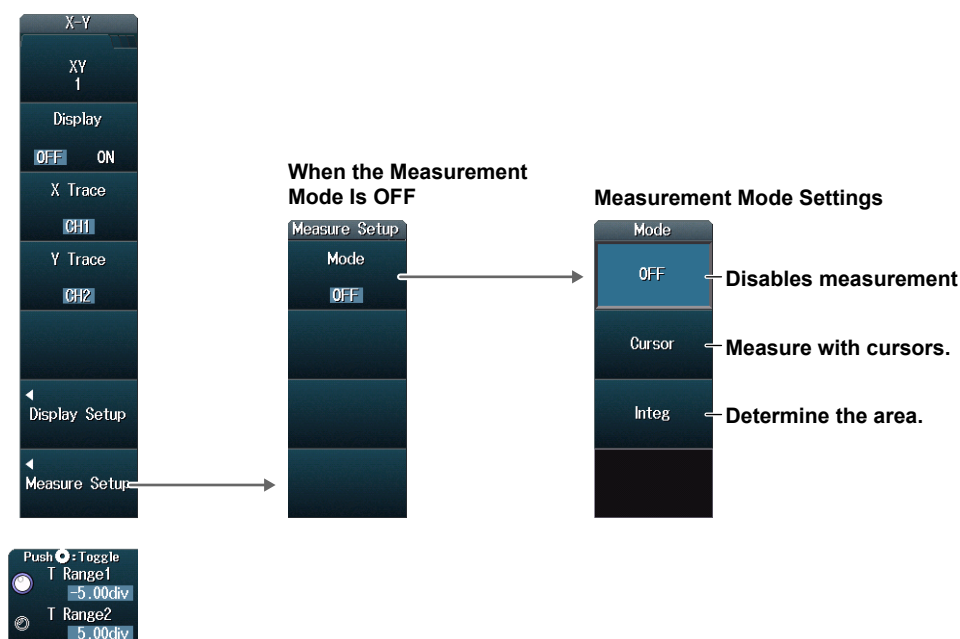 X-Y
XY
1
Display
OFF ON
X Trace
CH1
Y Trace
CH2
Display Setup
Measure Setup
Push : Toggle
T Range1
-5.00div
T Range2
5.00div
When the Measurement
Mode Is OFF
Measure Setup
Mode
OFF
Measurement Mode Settings
Mode
OFF
Disables measurement
Cursor
Measure with cursors.
Integ
Determine the area.